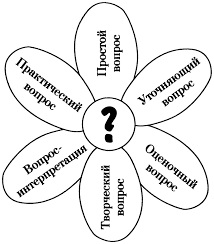 Простой
вопрос
Уточняющий
вопрос
Оценочный
вопрос
Творческий
вопрос
Вопрос-
интерпретация
Практический
вопрос
?